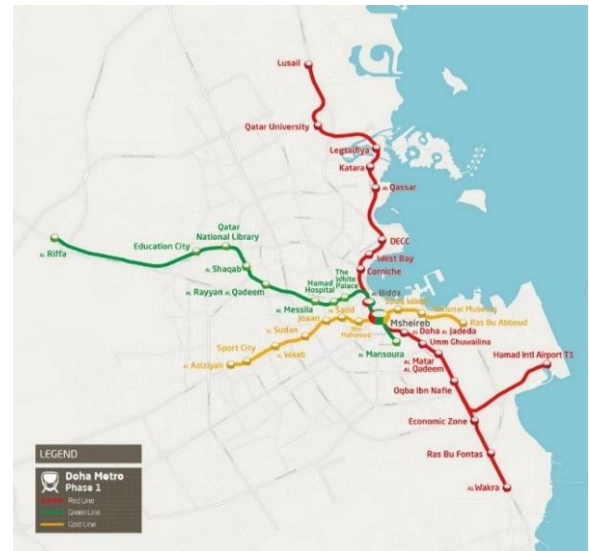 Lusail
Qatar University
Legtaifiya
Katara
AL Qassar
DECC
West Bay
Corniche
AL Bidda
AL Riffa
Education City
Qatar
National Library
AL Shaqab
AL Rayyan AL Qadeem
AL Messila
Hamad
Hospital
The
White
Palace
AL Mansoura
AL Aziziyah
Sport City
AL Waab
AL Sudan
Joaan
AL Sadd
Bin
Mahmoud
Msheireb
Souq Waqif
National Museum
Ras Bu Abboud
AL Doha AL Jadeda
Umm Ghuwailina
AL Matar
AL Qadeem
Oqba Ibn Nafie
Hamad Intl Airport T1
Economic Zone
Ras Bu Fontas
AL Wakra
LEGEND
Doha Metro
Phase 1
Red Line
Green Line
Gold Line